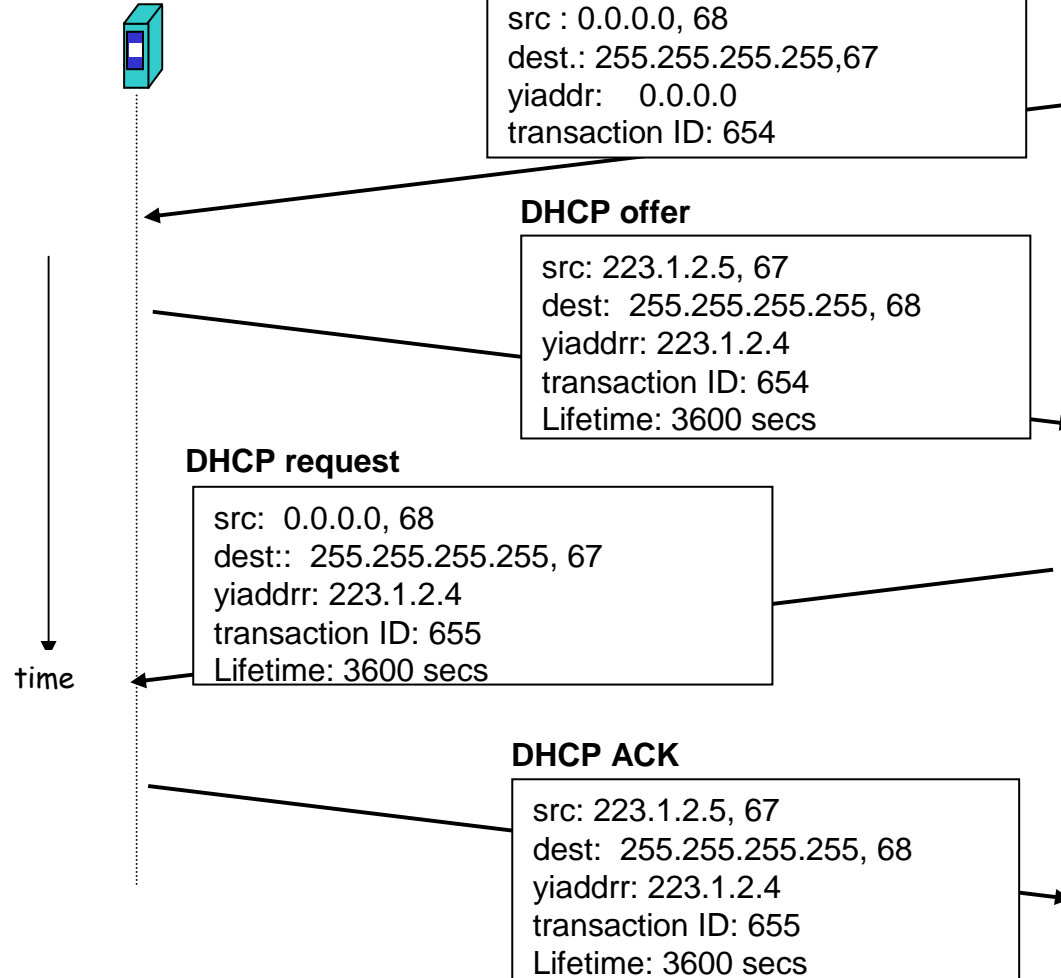 src : 0.0.0.0, 68
dest.: 255.255.255.255,67
yiaddr: 0.0.0.0
transaction ID: 654
DHCP offer
src: 223.1.2.5, 67
dest: 255.255.255.255, 68
yiaddrr: 223.1.2.4
transaction ID: 654
Lifetime: 3600 secs
DHCP request
src: 0.0.0.0, 68
dest:: 255.255.255.255, 67
yiaddrr: 223.1.2.4
transaction ID: 655
Lifetime: 3600 secs
time
DHCP ACK
src: 223.1.2.5, 67
dest: 255.255.255.255, 68
yiaddrr: 223.1.2.4
transaction ID: 655
Lifetime: 3600 secs